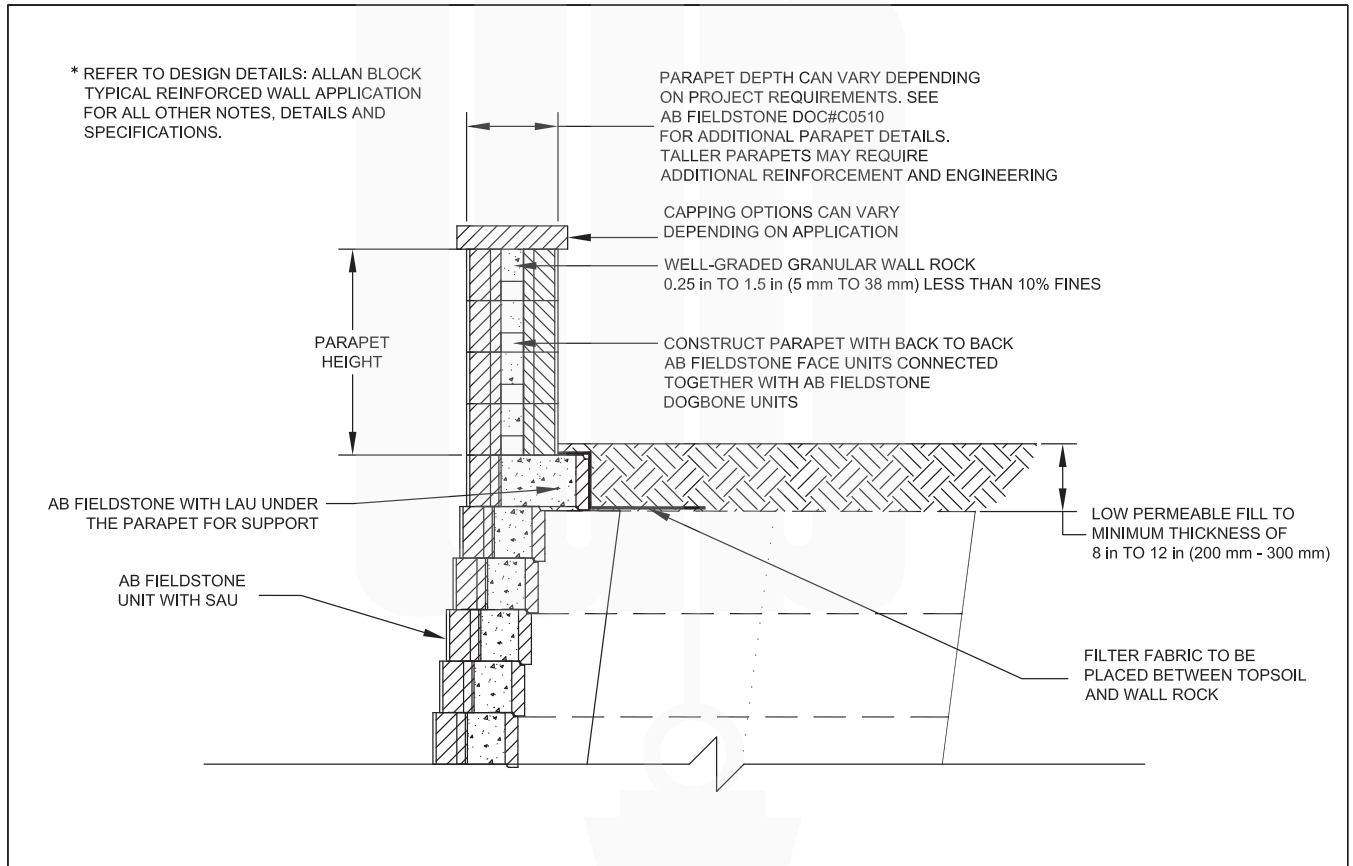 * REFER TO DESIGN DETAILS: ALLAN BLOCK
TYPICAL REINFORCED WALL APPLICATION
FOR ALL OTHER NOTES, DETAILS AND
SPECIFICATIONS.
PARAPET DEPTH CAN VARY DEPENDING
ON PROJECT REQUIREMENTS. SEE
AB FIELDSTONE DOC#C0510
FOR ADDITIONAL PARAPET DETAILS.
TALLER PARAPETS MAY REQUIRE
ADDITIONAL REINFORCEMENT AND ENGINEERING
CAPPING OPTIONS CAN VARY
DEPENDING ON APPLICATION
WELL-GRADED GRANULAR WALL ROCK
0.25 in TO 1.5 in (5 mm TO 38 mm) LESS THAN 10% FINES
PARAPET
HEIGHT
CONSTRUCT PARAPET WITH BACK TO BACK
AB FIELDSTONE FACE UNITS CONNECTED
TOGETHER WITH AB FIELDSTONE
DOGBONE UNITS
AB FIELDSTONE WITH LAU UNDER
THE PARAPET FOR SUPPORT
LOW PERMEABLE FILL TO
MINIMUM THICKNESS OF
8 in TO 12 in (200 mm - 300 mm)
AB FIELDSTONE
UNIT WITH SAU
FILTER FABRIC TO BE
PLACED BETWEEN TOPSOIL
AND WALL ROCK